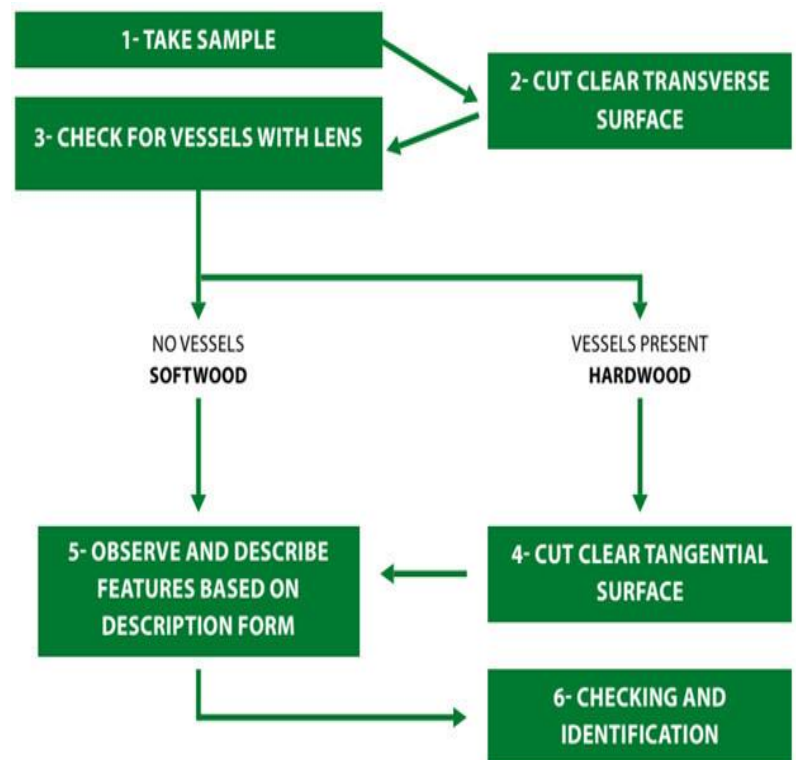 1- TAKE SAMPLE
2- CUT CLEAR TRANSVERSE
SURFACE
3- CHECK FOR VESSELS WITH LENS
NO VESSELS
SOFTWOOD
VESSELS PRESENT
HARDWOOD
4- CUT CLEAR TANGENTIAL
SURFACE
5- OBSERVE AND DESCRIBE
FEATURES BASED ON
DESCRIPTION FORM
6- CHECKING AND
IDENTIFICATION